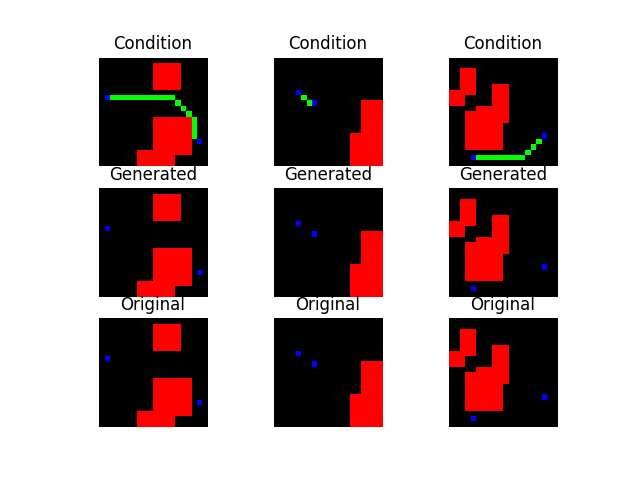 Condition Condition Condition
Generated Generated Generated
Original Original Original